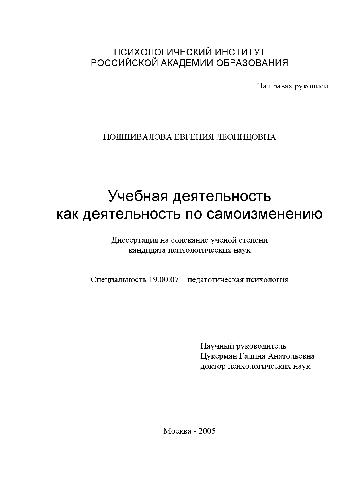 ПСИХОЛОГИЧЕСКИЙ ИНСТИТУТ
РОССИЙСКОЙ АКАДЕМИИ ОБРАЗОВАНИЯ
На правах рукописи
ЕВГЕНИЯ ЛЕОНИДОВНА
Учебная деятельность
как деятельность по самоизменению
Диссертация на соискание ученой степени
кандидата психологических наук
Специальность 19.00.07 – педагогическая психология
Научный руководитель
Цукерман Галина Анатольевна
доктор психологических наук
Москва - 2005